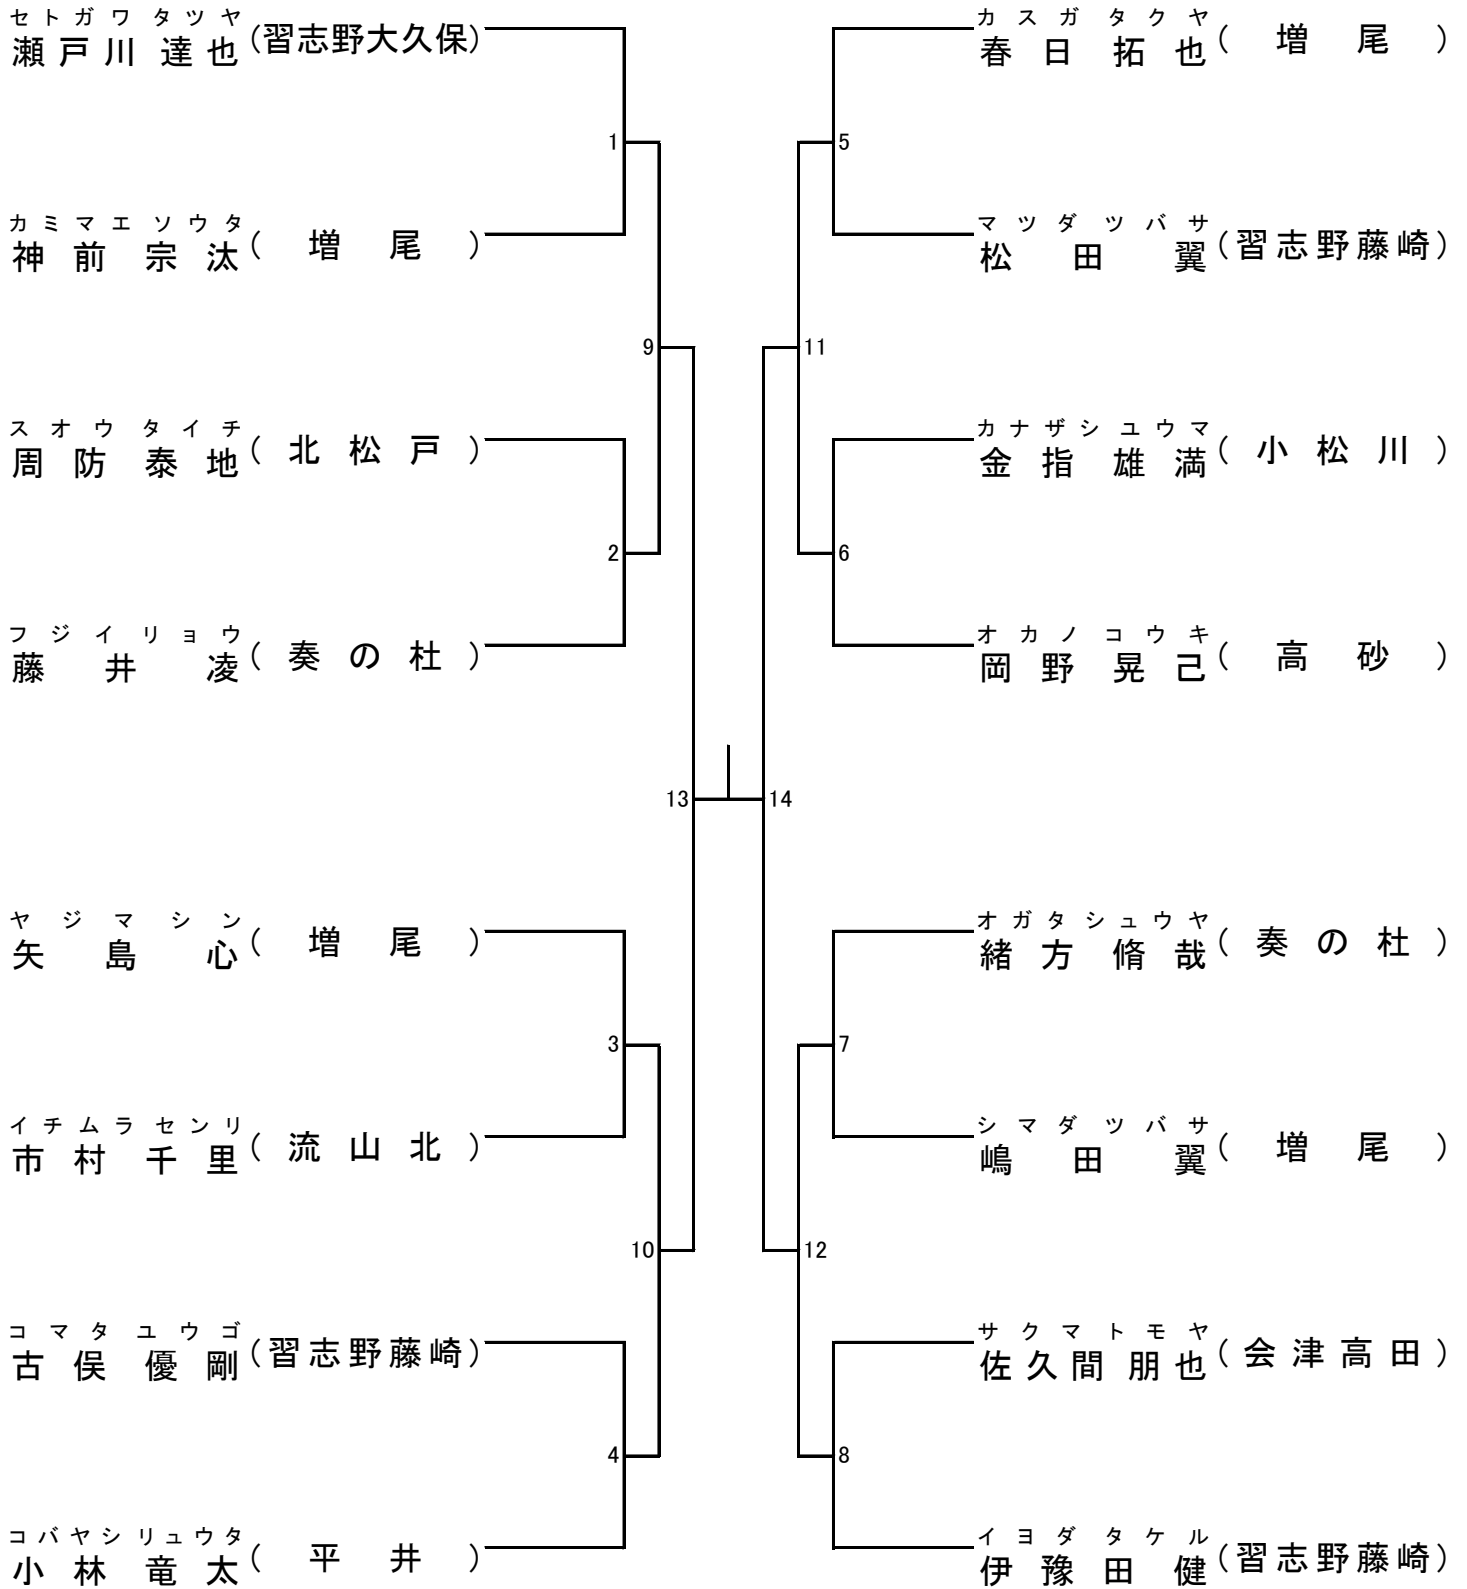 セトガワ タツヤ
瀬戸川 達也 (習志野大久保)
1
カミマエ ソウタ
神前 宗汰 (増尾)
9
スオウ タイチ
周防 泰地 (北松戸)
2
フジイ リョウ
藤井 凌 (奏の杜)
13
ヤジマ シン
矢島 心 (増尾)
3
イチムラ センリ
市村 千里 (流山北)
10
コマタ ユウゴ
古俣 優剛 (習志野藤崎)
4
コバヤシ リュウタ
小林 竜太 (平井)
カスガ タクヤ
春日 拓也 (増尾)
5
マツダ ツバサ
松田 翼 (習志野藤崎)
11
カナザシ ユウマ
金指 雄満 (小松川)
6
オカノ コウキ
岡野 晃己 (高砂)
14
オガタ シュウヤ
緒方 脩哉 (奏の杜)
7
シマダ ツバサ
嶋田 翼 (増尾)
12
サクマ トモヤ
佐久間 朋也 (会津高田)
8
イヨダ タケル
伊豫田 健 (習志野藤崎)